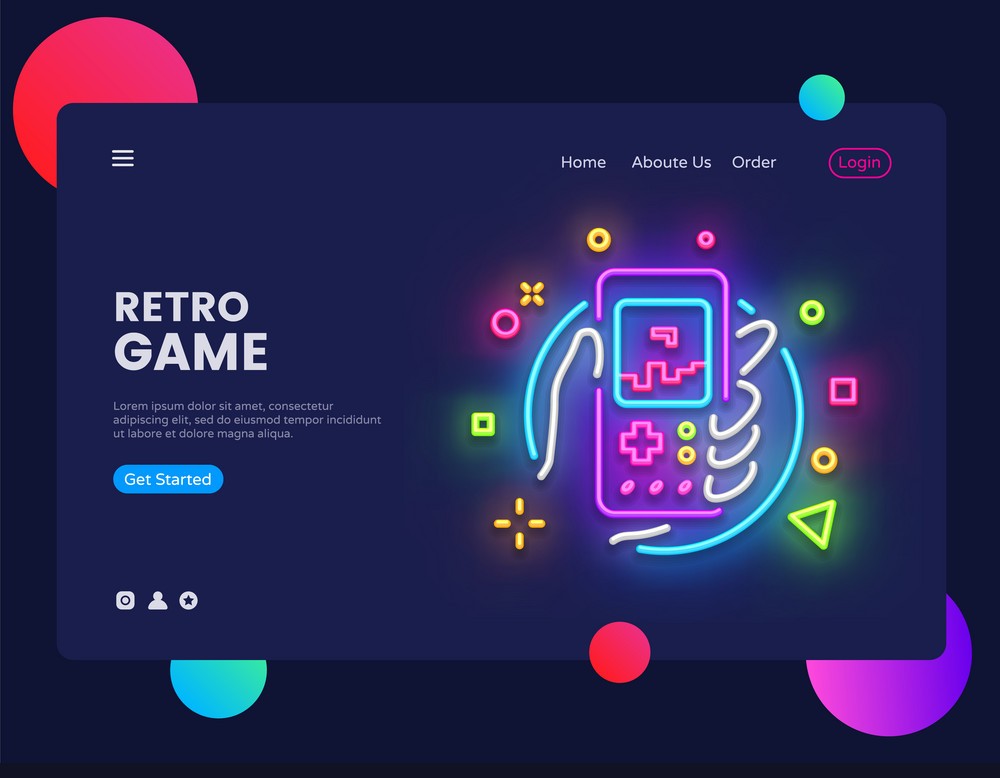 Home Aboute Us Order Login
RETRO
GAME
Lorem ipsum dolor sit amet, consectetur
adipiscing elit, sed do eiusmod tempor incididunt
ut labore et dolore magna aliqua.
Get Started